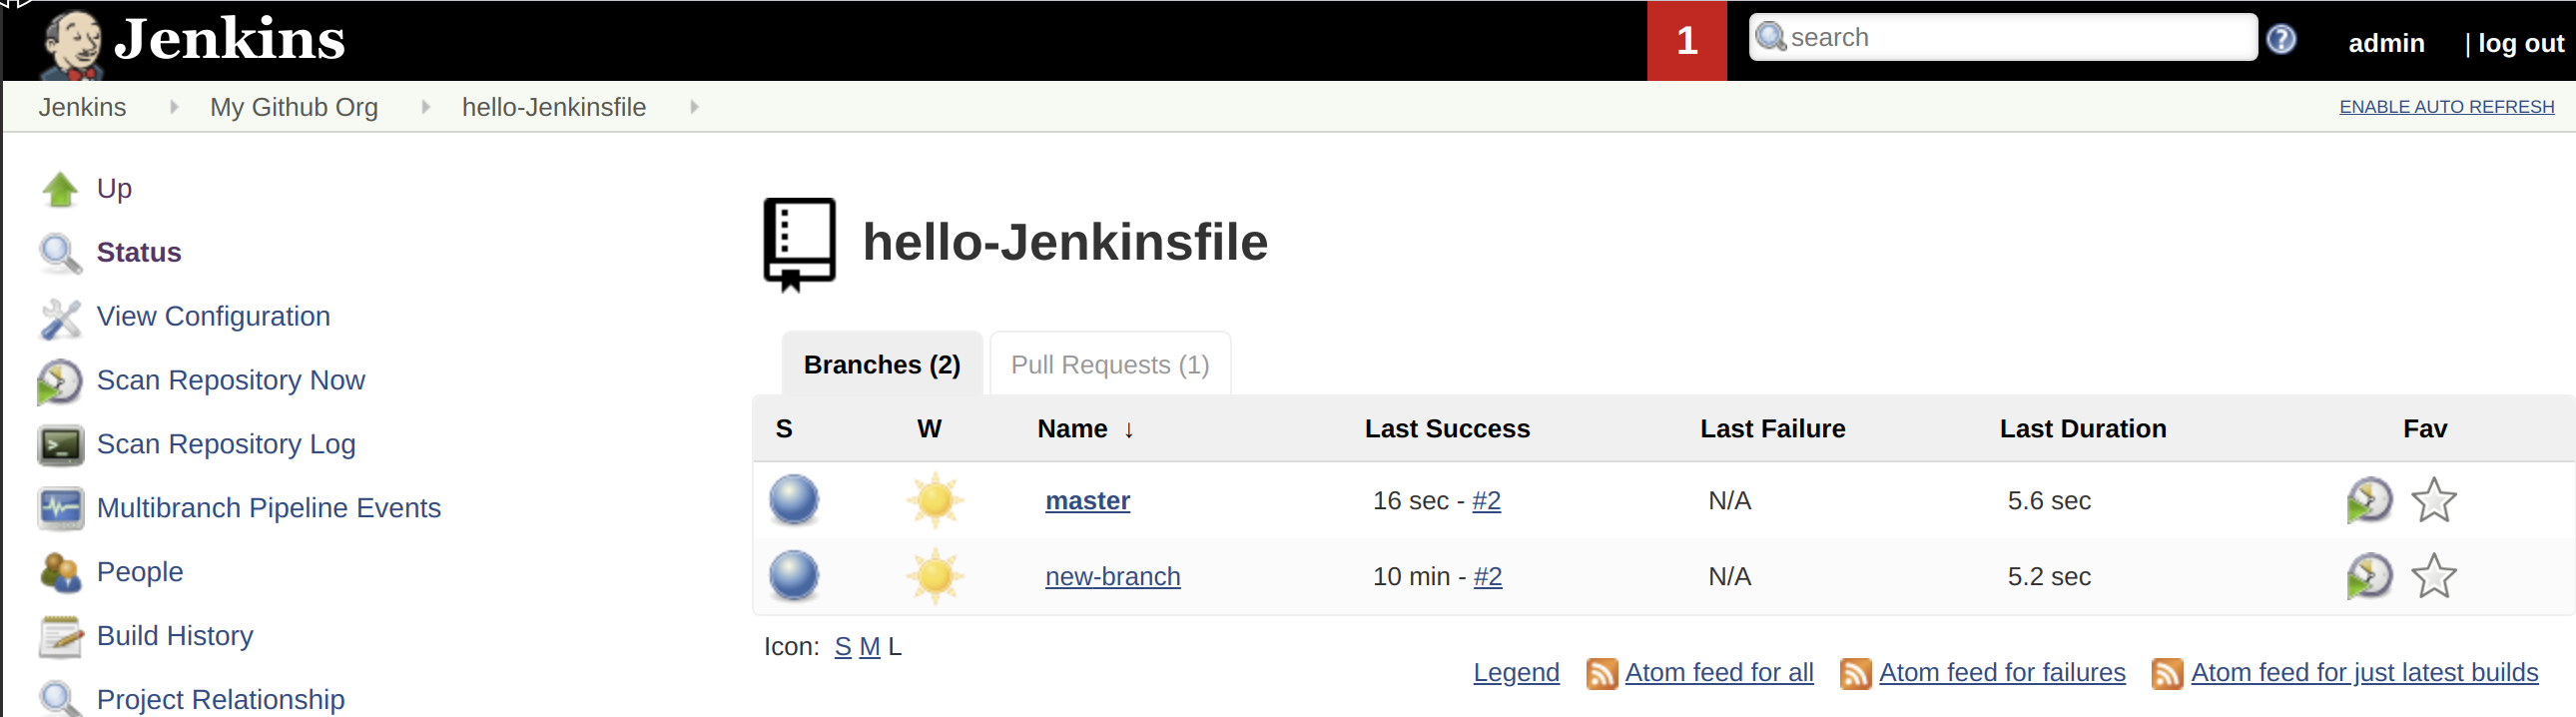 Jenkins
1
search
admin | log out
Jenkins My Github Org hello-Jenkinsfile
ENABLE AUTO REFRESH
Up
Status
View Configuration
Scan Repository Now
Scan Repository Log
Multibranch Pipeline Events
People
Build History
Project Relationship
hello-Jenkinsfile
Branches (2) Pull Requests (1)
S W Name ↓ Last Success Last Failure Last Duration Fav
master 16 sec - #2 N/A 5.6 sec
new-branch 10 min - #2 N/A 5.2 sec
Icon: S M L
Legend Atom feed for all Atom feed for failures Atom feed for just latest builds